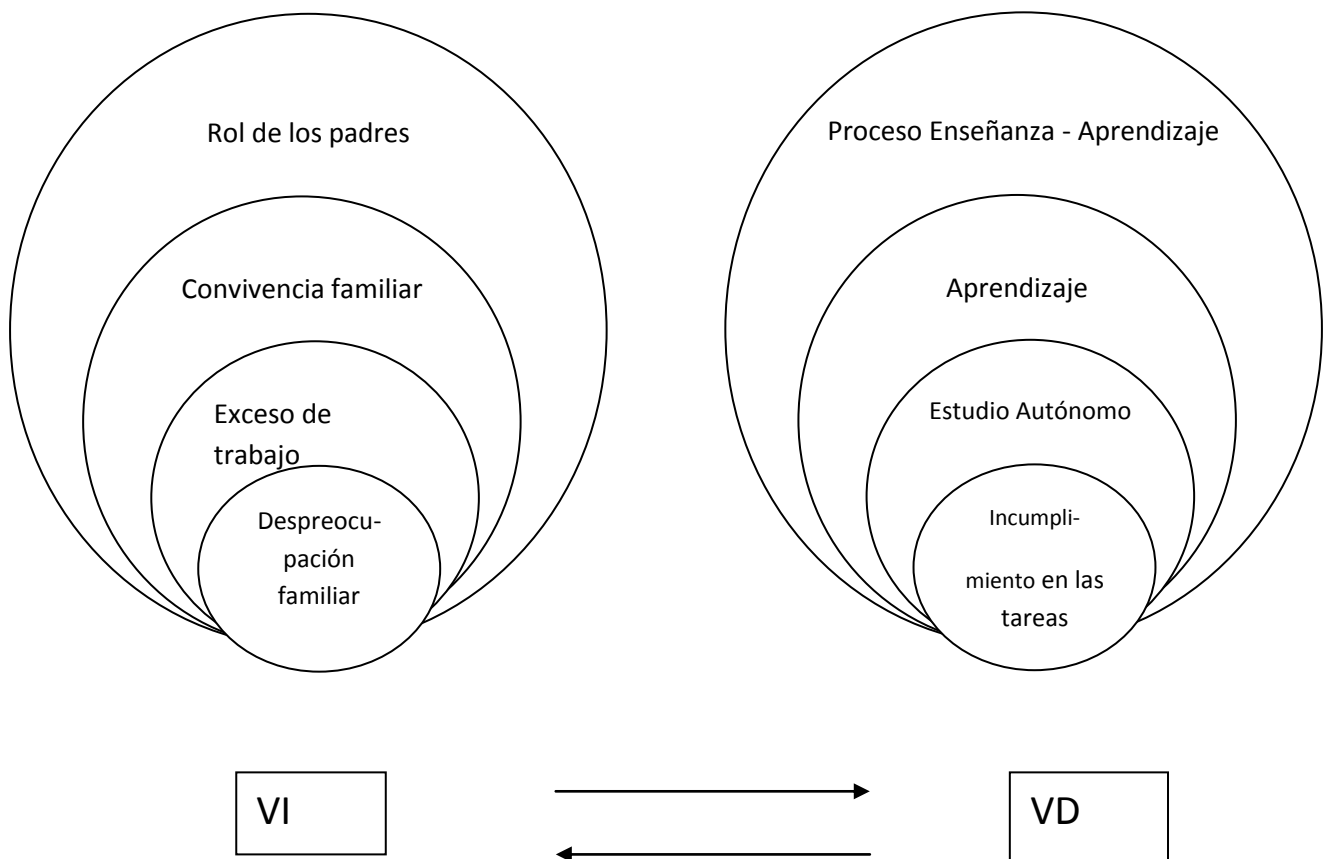 Rol de los padres
Convivencia familiar
Exceso de
trabajo
Despreocu-
pación
familiar
VI
Proceso Enseñanza - Aprendizaje
Aprendizaje
Estudio Autónomo
Incumpli-
miento en las
tareas
VD